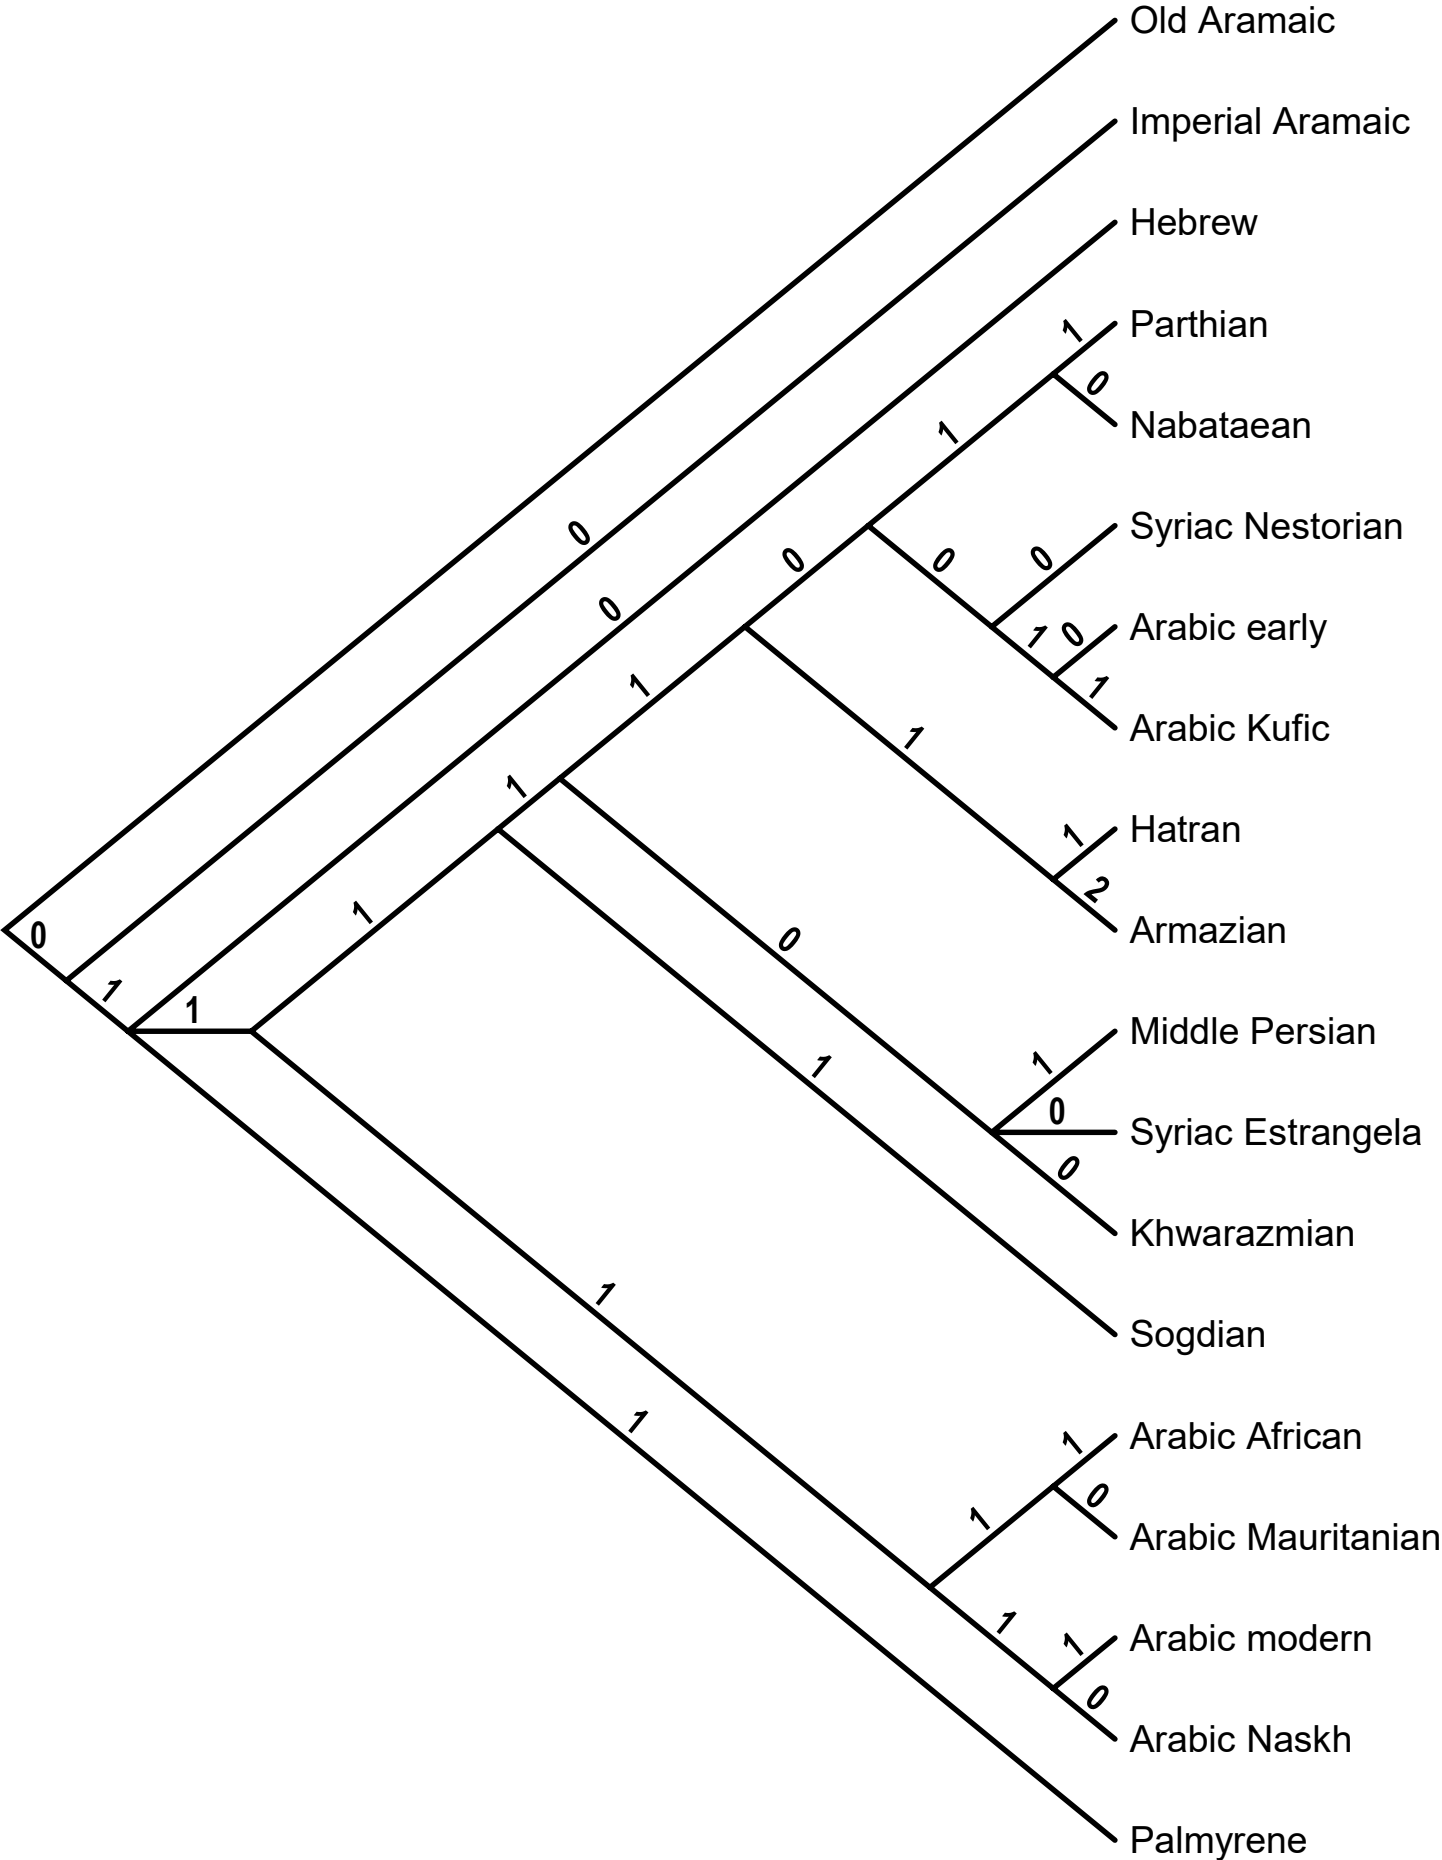 Old Aramaic
Imperial Aramaic
Hebrew
1 Parthian
0
1 Nabataean
0
0 Syriac Nestorian
0
0
0
1 0 Arabic early
1
1 Arabic Kufic
1
1
1 Hatran
2
1 Armazian
0
0
1
1 Middle Persian
1
0
1 Syriac Estrangela
0
Khwarazmian
1
Sogdian
1
1 Arabic African
0
1 Arabic Mauritanian
1
1 Arabic modern
0
Arabic Naskh
Palmyrene